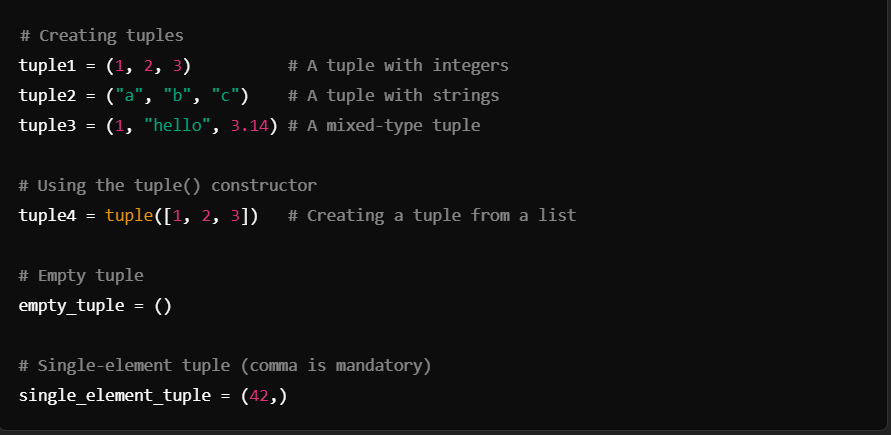 # Creating tuples
tuple1 = (1, 2, 3)          # A tuple with integers
tuple2 = ("a", "b", "c")    # A tuple with strings
tuple3 = (1, "hello", 3.14) # A mixed-type tuple
# Using the tuple() constructor
tuple4 = tuple([1, 2, 3])   # Creating a tuple from a list
# Empty tuple
empty_tuple = ()
# Single-element tuple (comma is mandatory)
single_element_tuple = (42,)